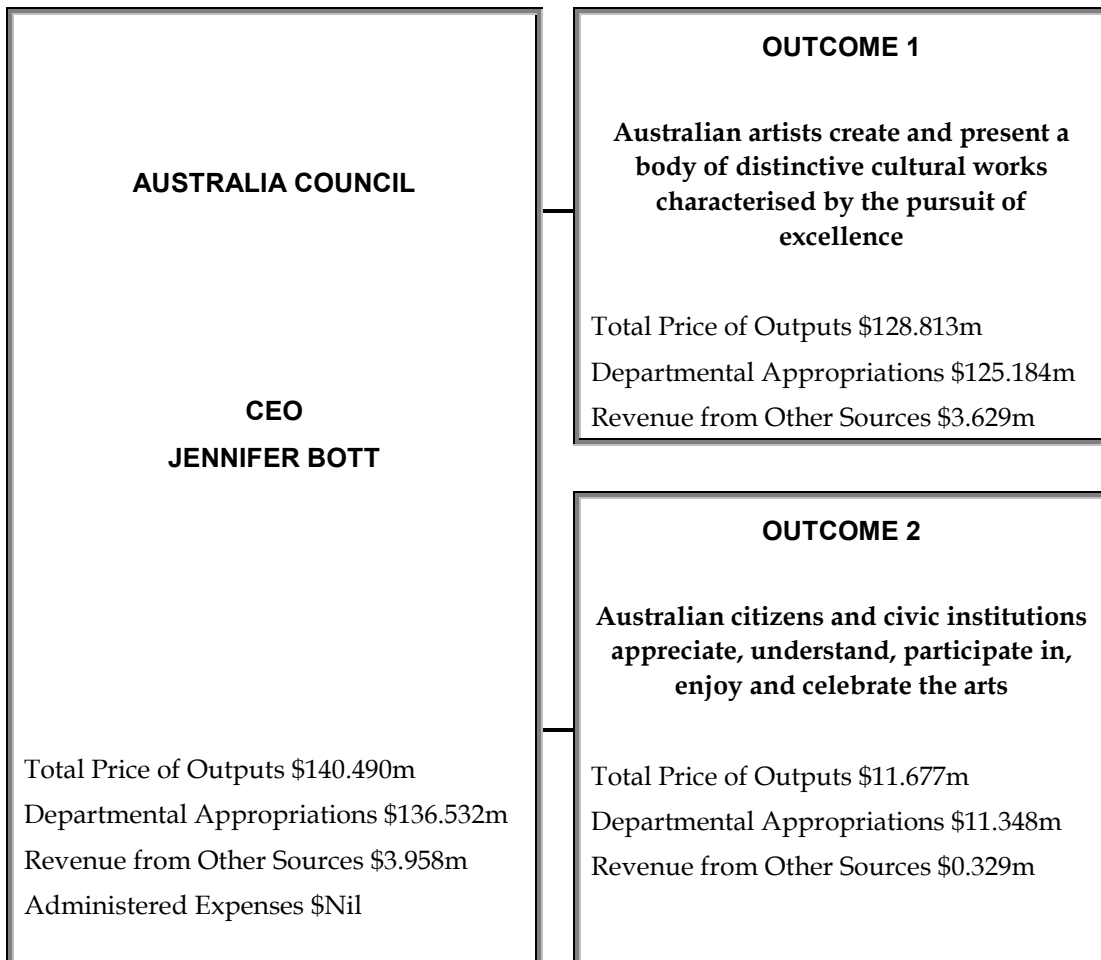 AUSTRALIA COUNCIL
CEO
JENNIFER BOTT
Total Price of Outputs $140.490m
Departmental Appropriations $136.532m
Revenue from Other Sources $3.958m
Administered Expenses $Nil
OUTCOME 1
Australian artists create and present a
body of distinctive cultural works
characterised by the pursuit of
excellence
Total Price of Outputs $128.813m
Departmental Appropriations $125.184m
Revenue from Other Sources $3.629m
OUTCOME 2
Australian citizens and civic institutions
appreciate, understand, participate in,
enjoy and celebrate the arts
Total Price of Outputs $11.677m
Departmental Appropriations $11.348m
Revenue from Other Sources $0.329m